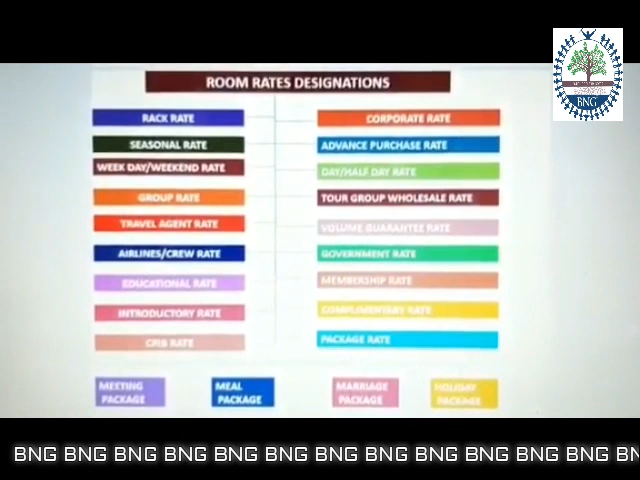 ROOM RATES DESIGNATIONS
RACK RATE
SEASONAL RATE
WEEK DAY/WEEKEND RATE
GROUP RATE
TRAVEL AGENT RATE
AIRLINES/CREW RATE
EDUCATIONAL RATE
INTRODUCTORY RATE
CRIB RATE
CORPORATE RATE
ADVANCE PURCHASE RATE
DAY/HALF DAY RATE
TOUR GROUP WHOLESALE RATE
VOLUME GUARANTEE RATE
GOVERNMENT RATE
MEMBERSHIP RATE
COMPLIMENTARY RATE
PACKAGE RATE
MEETING
PACKAGE
MEAL
PACKAGE
MARRIAGE
PACKAGE
HOLIDAY
PACKAGE
BNG
BNG BNG BNG BNG BNG BNG BNG BNG BNG BNG BNG BNG BN